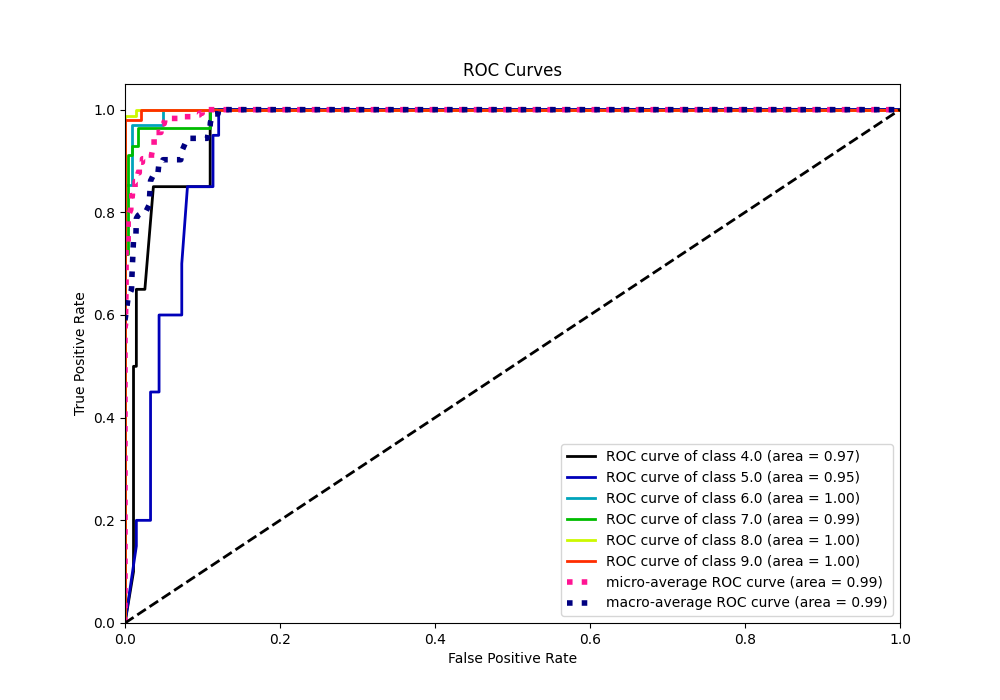 ROC Curves
True Positive Rate
1.0
0.8
0.6
0.4
0.2
0.0
0.0 0.2 0.4 0.6 0.8 1.0
False Positive Rate
ROC curve of class 4.0 (area = 0.97)
ROC curve of class 5.0 (area = 0.95)
ROC curve of class 6.0 (area = 1.00)
ROC curve of class 7.0 (area = 0.99)
ROC curve of class 8.0 (area = 1.00)
ROC curve of class 9.0 (area = 1.00)
micro-average ROC curve (area = 0.99)
macro-average ROC curve (area = 0.99)